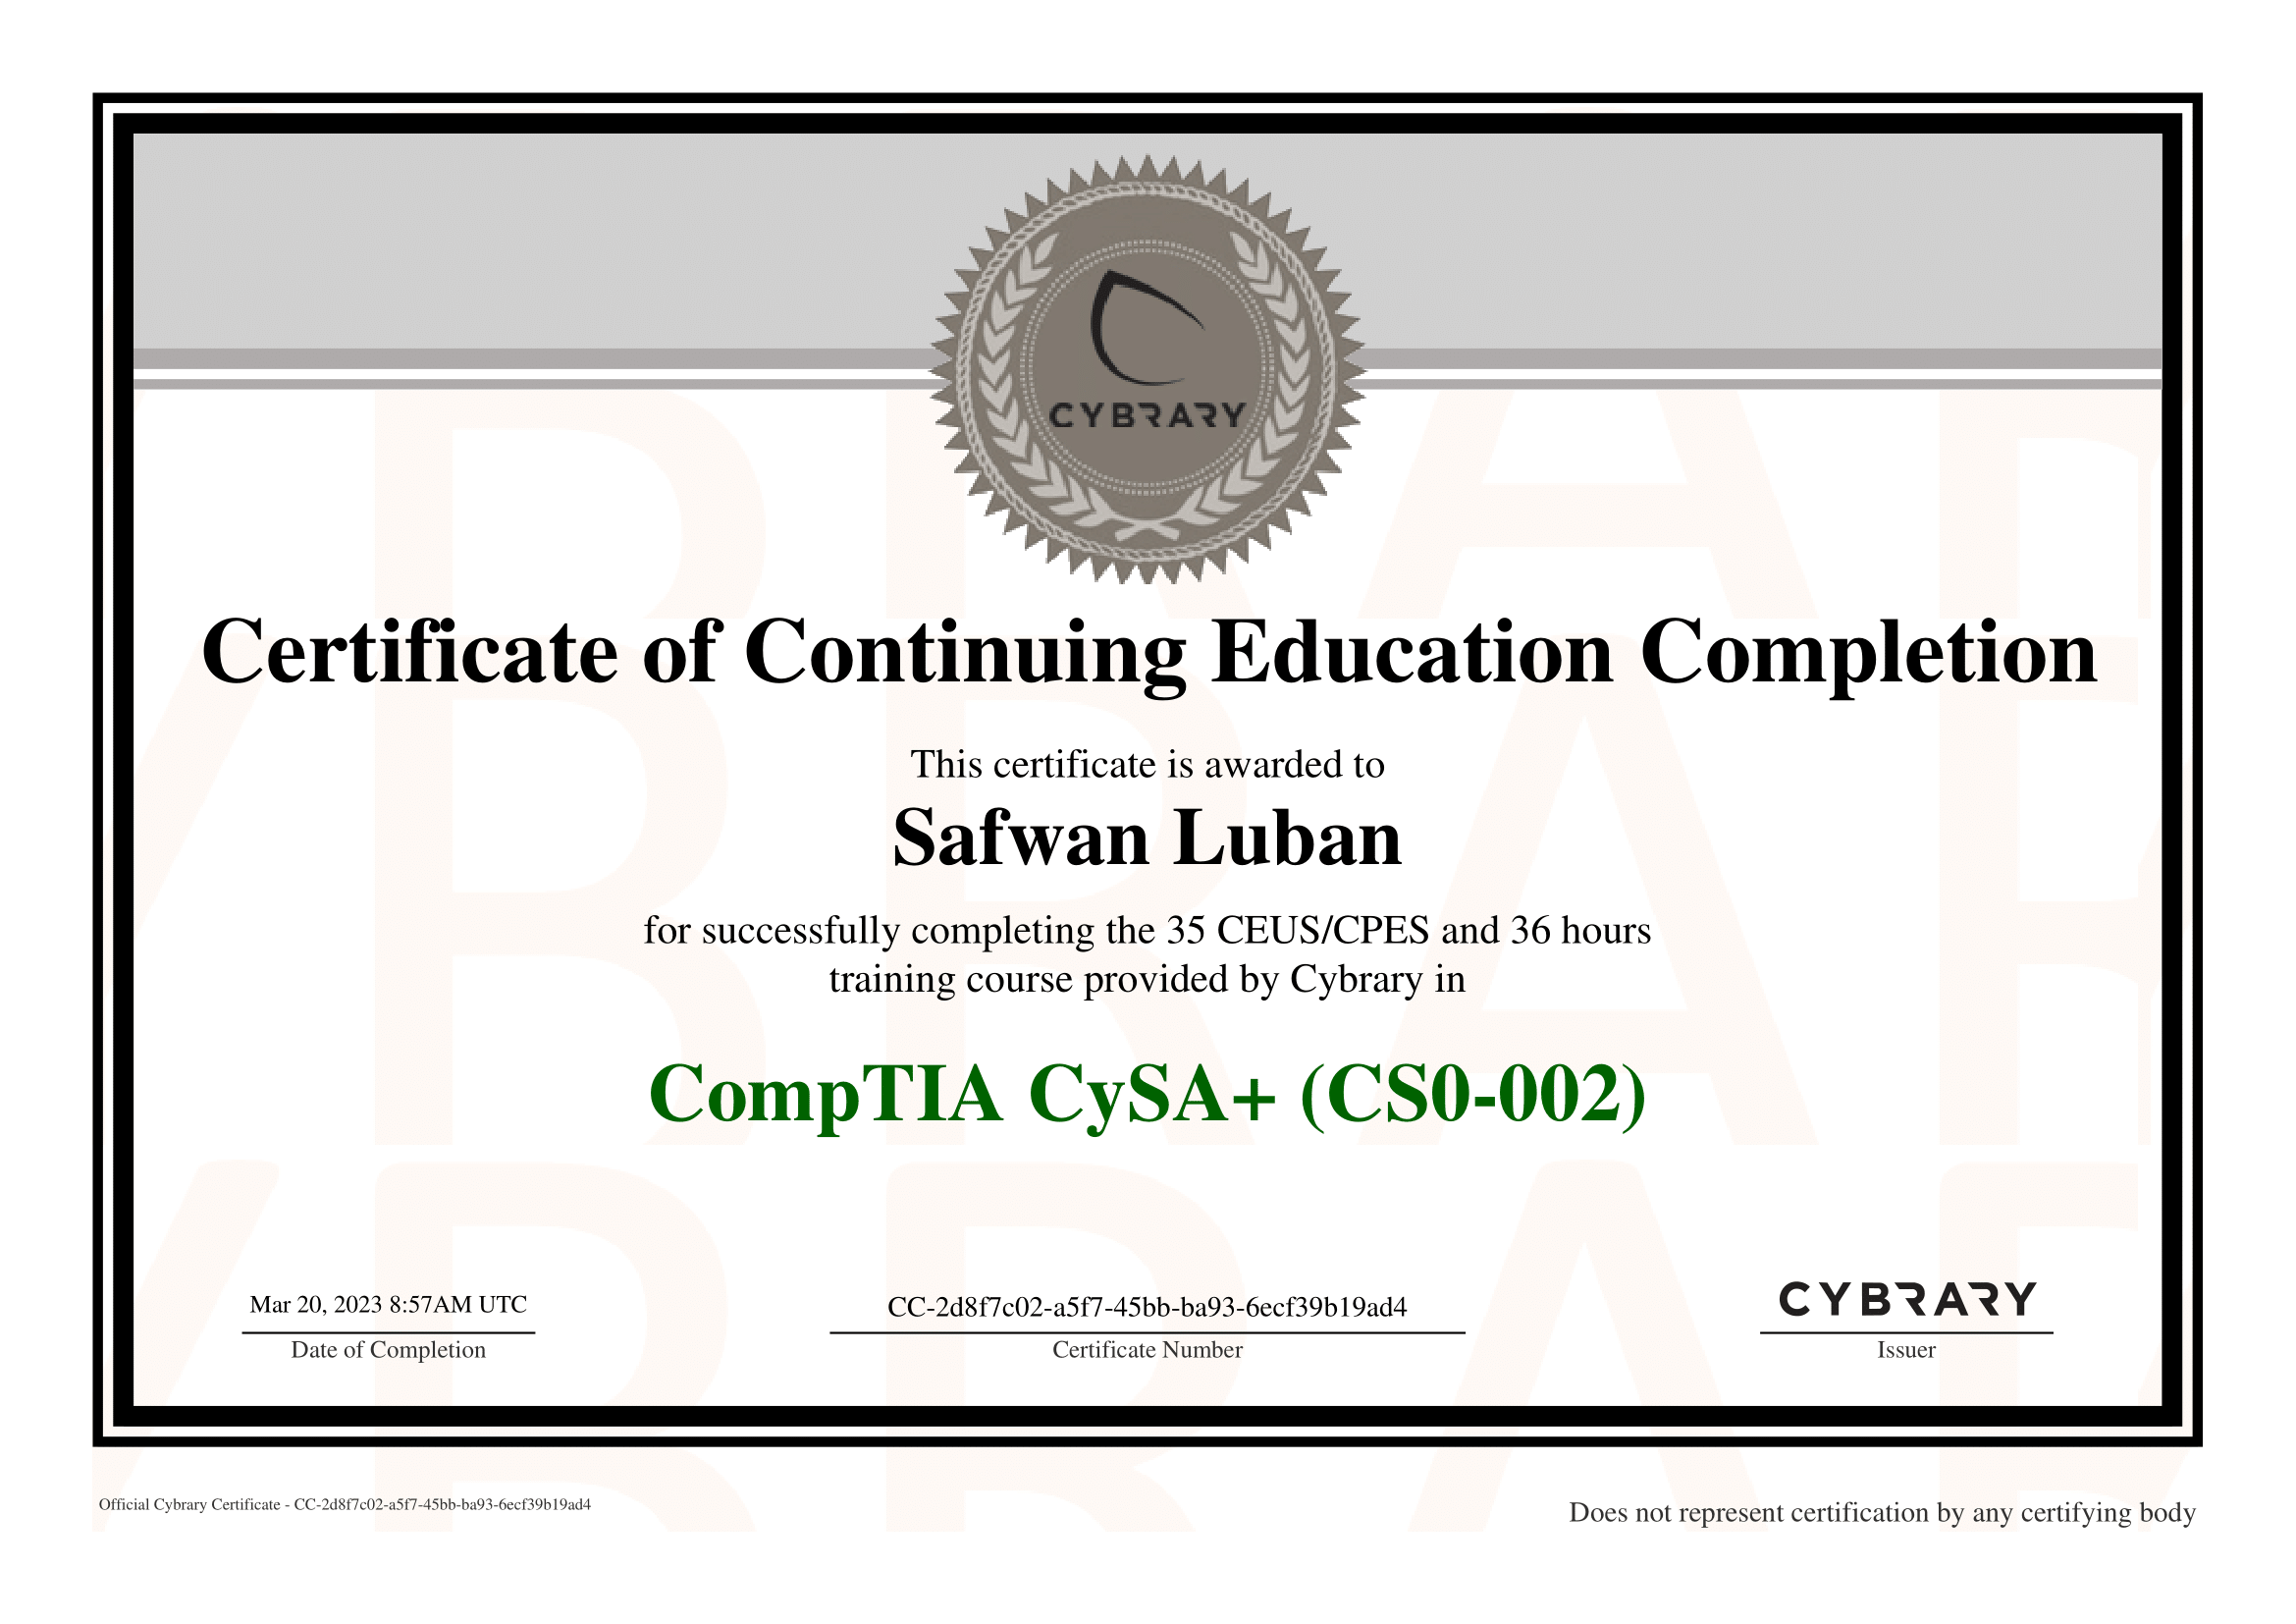 CYBRARY
Certificate of Continuing Education Completion
This certificate is awarded to
Safwan Luban
for successfully completing the 35 CEUS/CPES and 36 hours
training course provided by Cybrary in
CompTIA CySA+ (CS0-002)
Mar 20, 2023 8:57AM UTC
Date of Completion
CC-2d8f7c02-a5f7-45bb-ba93-6ecf39b19ad4
Certificate Number
CYBRARY
Issuer
Official Cybrary Certificate - CC-2d8f7c02-a5f7-45bb-ba93-6ecf39b19ad4
Does not represent certification by any certifying body